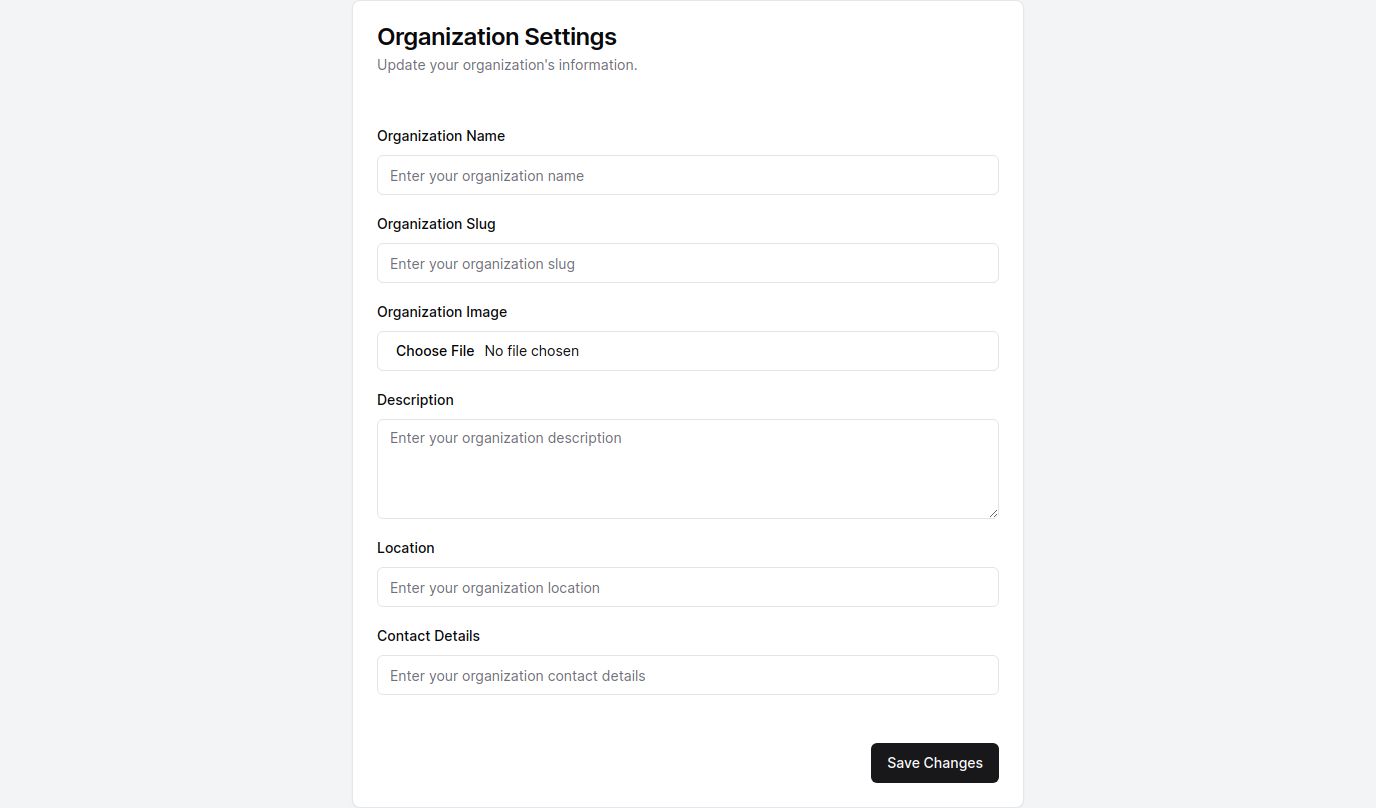 Organization Settings
Update your organization's information.
Organization Name
Enter your organization name
Organization Slug
Enter your organization slug
Organization Image
Choose File No file chosen
Description
Enter your organization description
Location
Enter your organization location
Contact Details
Enter your organization contact details
Save Changes